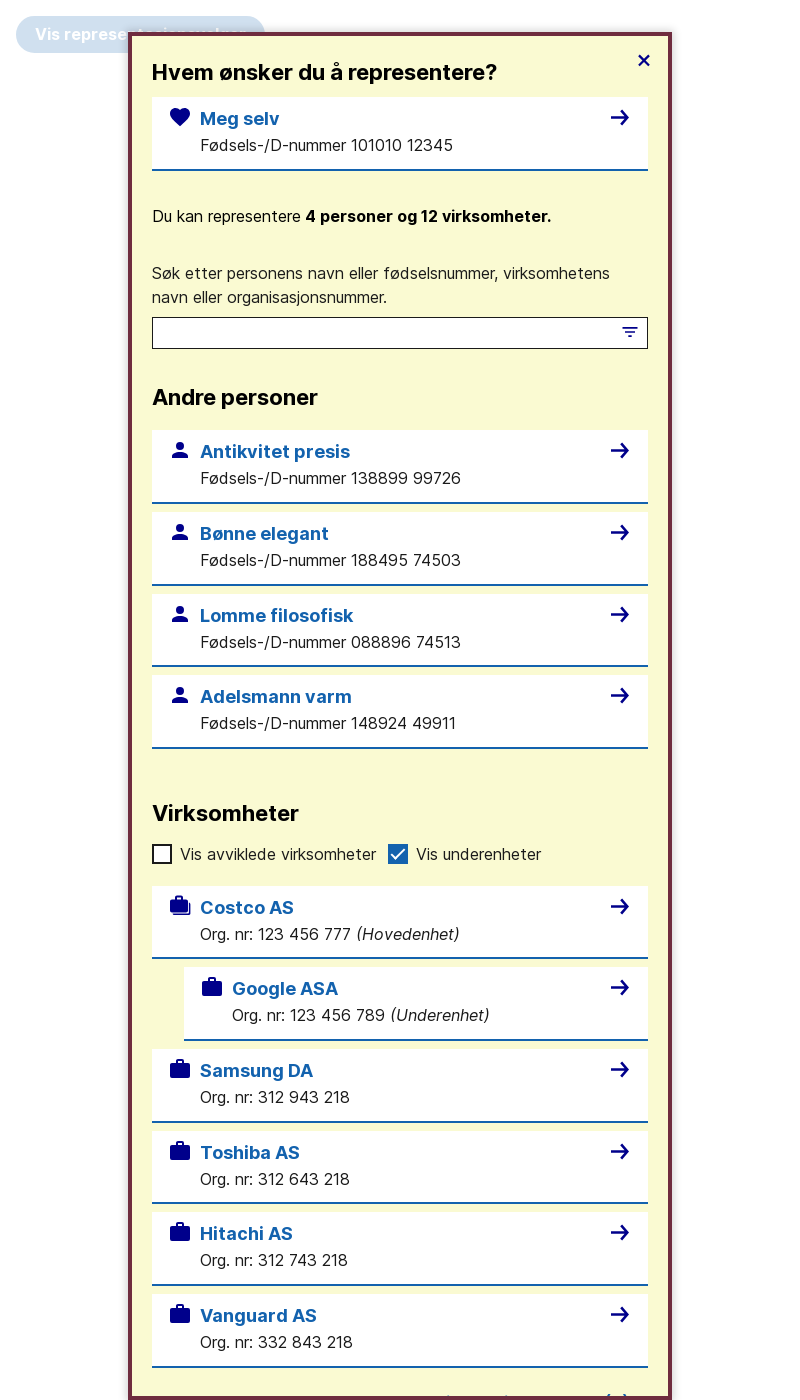 Vis
Hvem ønsker du å representere?
Meg selv
Fødsels-/D-nummer 101010 12345
Du kan representere 4 personer og 12 virksomheter.
Søk etter personens navn eller fødselsnummer, virksomhetens
navn eller organisasjonsnummer.
Andre personer
Antikvitet presis
Fødsels-/D-nummer 138899 99726
Bønne elegant
Fødsels-/D-nummer 188495 74503
Lomme filosofisk
Fødsels-/D-nummer 088896 74513
Adelsmann varm
Fødsels-/D-nummer 148924 49911
Virksomheter
Vis avviklede virksomheter Vis underenheter
Costco AS
Org. nr: 123 456 777 (Hovedenhet)
Google ASA
Org. nr: 123 456 789 (Underenhet)
Samsung DA
Org. nr: 312 943 218
Toshiba AS
Org. nr: 312 643 218
Hitachi AS
Org. nr: 312 743 218
Vanguard AS
Org. nr: 332 843 218